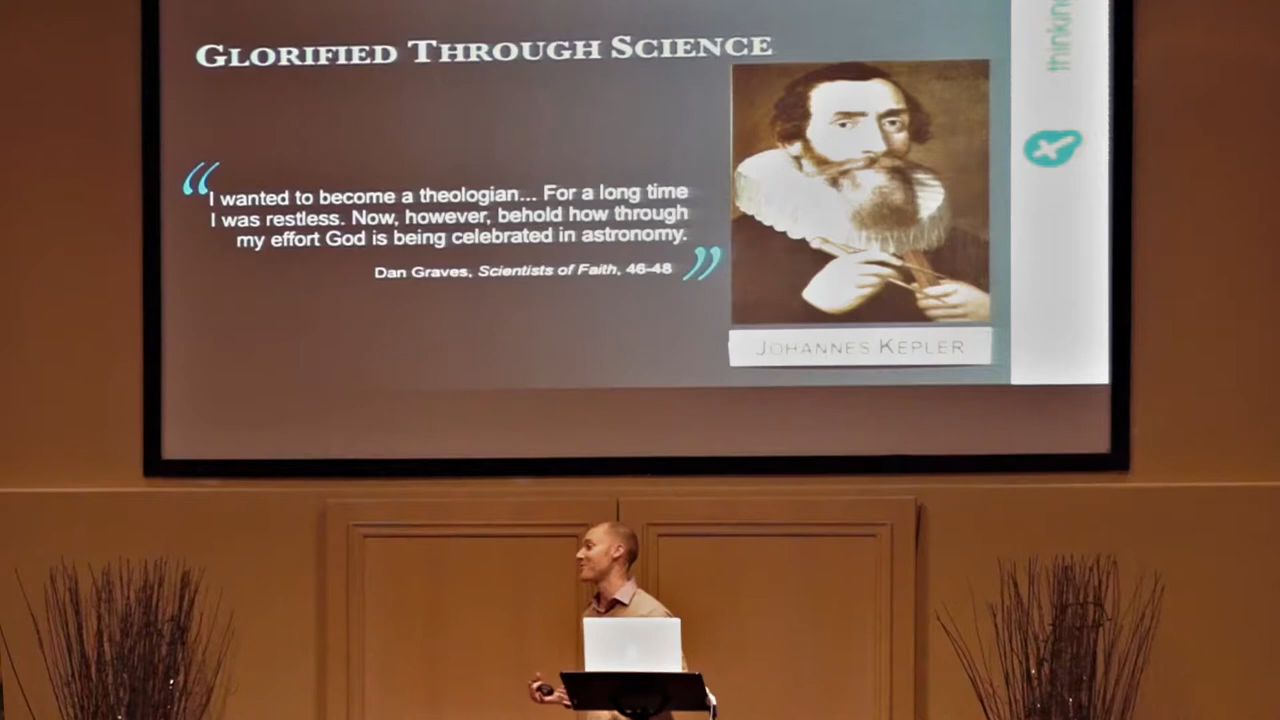 GLORIFIED THROUGH SCIENCE
“I wanted to become a theologian... For a long time
I was restless. Now, however, behold how through
my effort God is being celebrated in astronomy.”
Dan Graves, Scientists of Faith, 46-48
JOHANNES KEPLER